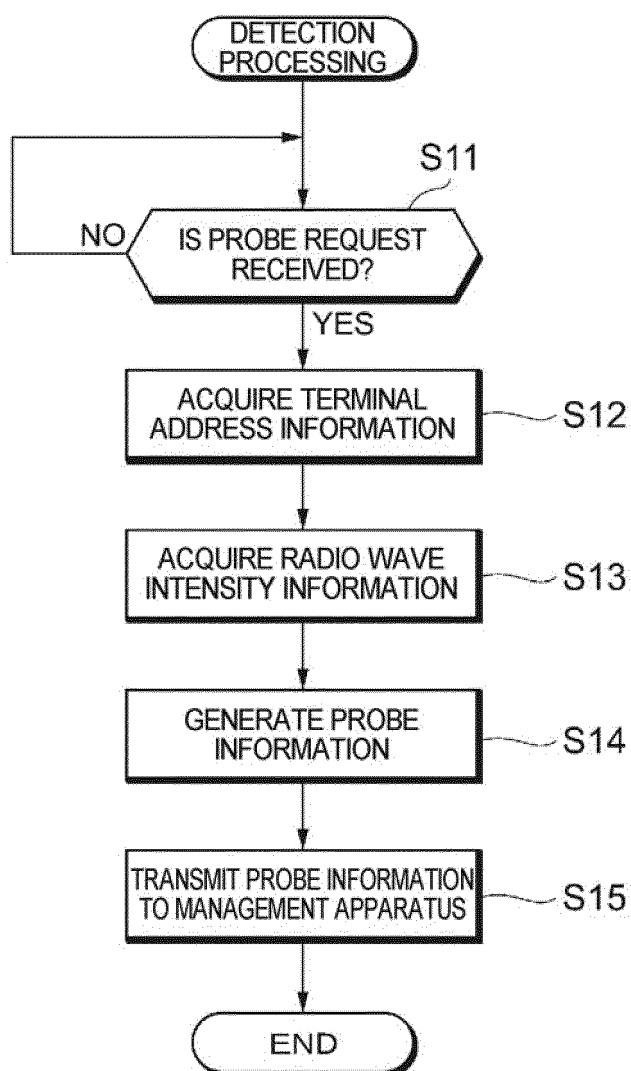 DETECTION
PROCESSING
S11
IS PROBE REQUEST
RECEIVED?
NO
YES
ACQUIRE TERMINAL
ADDRESS INFORMATION
S12
ACQUIRE RADIO WAVE
INTENSITY INFORMATION
S13
GENERATE PROBE
INFORMATION
S14
TRANSMIT PROBE INFORMATION
TO MANAGEMENT APPARATUS
S15
END